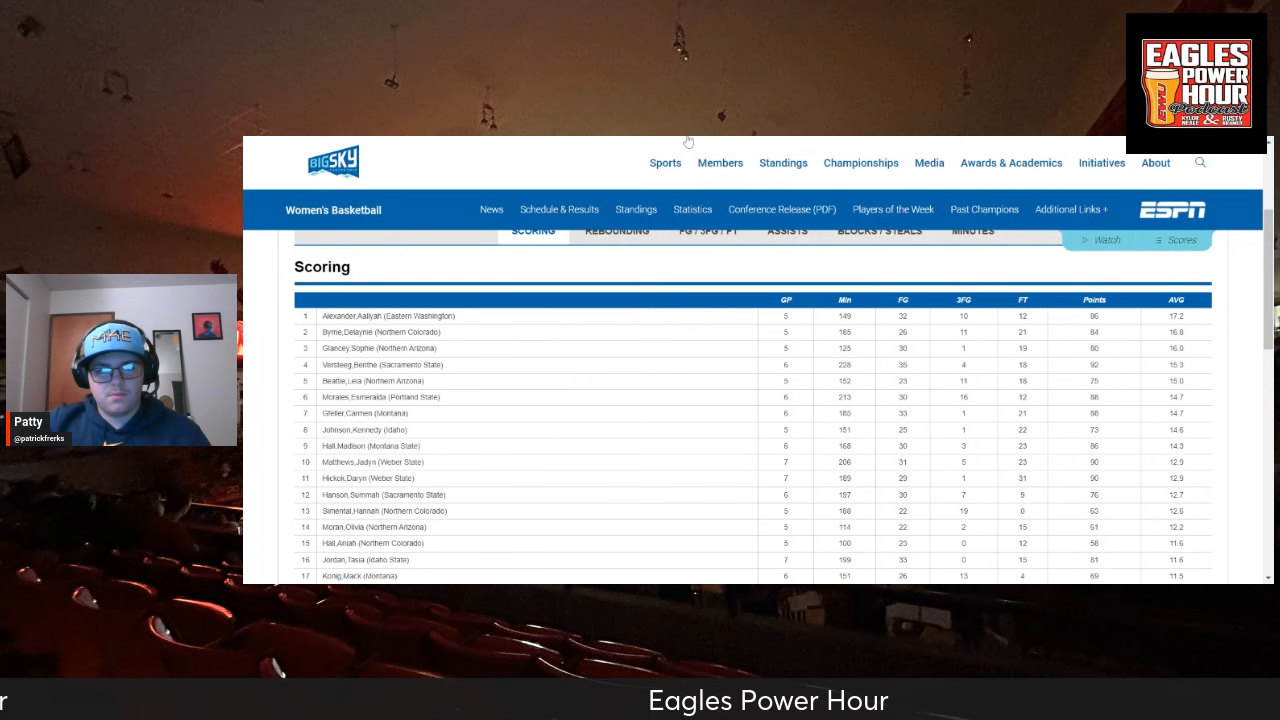 EAGLES
POWER
HOUR
Podcast
KYLOR
NEALE & RUSTY
KRAMER
BIG SKY
Sports Members Standings Championships Media Awards & Academics Initiatives About
Women's Basketball News Schedule & Results Standings Statistics Conference Release (PDF) Players of the Week Past Champions Additional Links + ESPN
SCORING REBOUNDING FG / 3FG / FT ASSISTS BLOCKS / STEALS MINUTES
Watch Scores
Scoring
GP Min FG 3FG FT Points AVG
1 Alexander,Aaliyah (Eastern Washington) 5 149 32 10 12 86 17.2
2 Byrne,Delaynie (Northern Colorado) 5 185 26 11 21 84 16.8
3 Glancey,Sophie (Northern Arizona) 5 125 30 1 19 80 16.0
4 Versteeg,Benthe (Sacramento State) 6 228 35 4 18 92 15.3
5 Beattie,Leia (Northern Arizona) 5 152 23 11 18 75 15.0
6 Morales,Esmeralda (Portland State) 6 213 30 16 12 88 14.7
7 Gfeller,Carmen (Montana) 6 185 33 1 21 88 14.7
8 Johnson,Kennedy (Idaho) 5 151 25 1 22 73 14.6
9 Hall,Madison (Montana State) 6 168 30 3 23 86 14.3
10 Matthews,Jadyn (Weber State) 7 206 31 5 23 90 12.9
11 Hickok,Daryn (Weber State) 7 189 29 1 31 90 12.9
12 Hanson,Summah (Sacramento State) 6 197 30 7 9 76 12.7
13 Simental,Hannah (Northern Colorado) 5 168 22 19 0 63 12.6
14 Moran,Olivia (Northern Arizona) 5 114 22 2 15 61 12.2
15 Hall,Aniah (Northern Colorado) 5 100 23 0 12 58 11.6
16 Jordan,Tasia (Idaho State) 7 199 33 0 15 81 11.6
17 Konig,Mack (Montana) 6 151 26 13 4 69 11.5
MKE
Patty
@patrickfrerks
r Eagles Power Hour